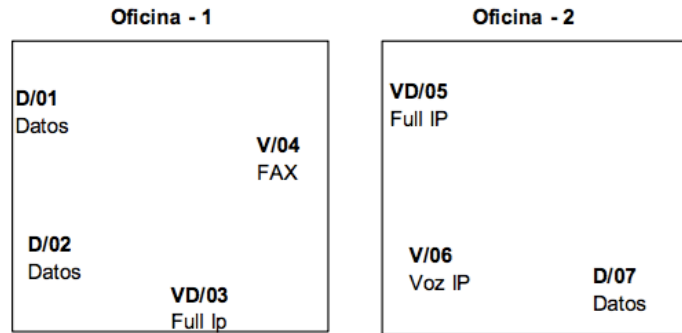 Oficina - 1
D/01
Datos
V/04
FAX
D/02
Datos
VD/03
Full Ip
Oficina - 2
VD/05
Full IP
V/06
Voz IP
D/07
Datos